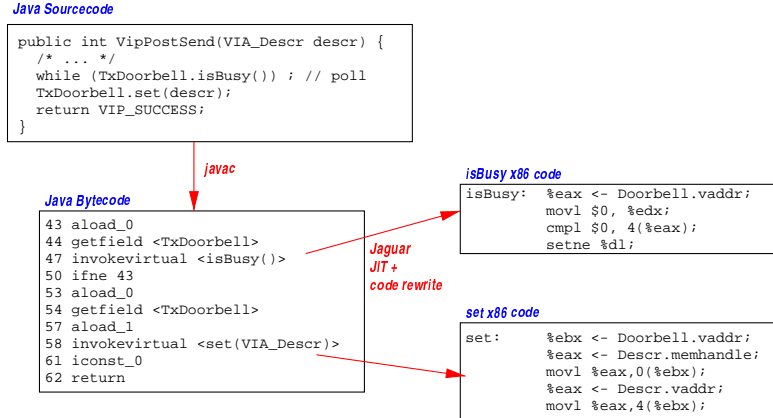 Java Sourcecode
public int VipPostSend(VIA_Descr descr) {
/* ... */
while (TxDoorbell.isBusy()) ; // poll
TxDoorbell.set(descr);
return VIP_SUCCESS;
}
javac
Java Bytecode
43 aload_0
44 getfield <TxDoorbell>
47 invokevirtual <isBusy()>
50 ifne 43
53 aload_0
54 getfield <TxDoorbell>
57 aload_1
58 invokevirtual <set(VIA_Descr)>
61 iconst_0
62 return
Jaguar
JIT +
code rewrite
isBusy x86 code
isBusy: %eax <- Doorbell.vaddr;
movl $0, %edx;
cmpl $0, 4(%eax);
setne %dl;
set x86 code
set: %ebx <- Doorbell.vaddr;
%eax <- Descr.memhandle;
movl %eax,0(%ebx);
%eax <- Descr.vaddr;
movl %eax,4(%ebx);